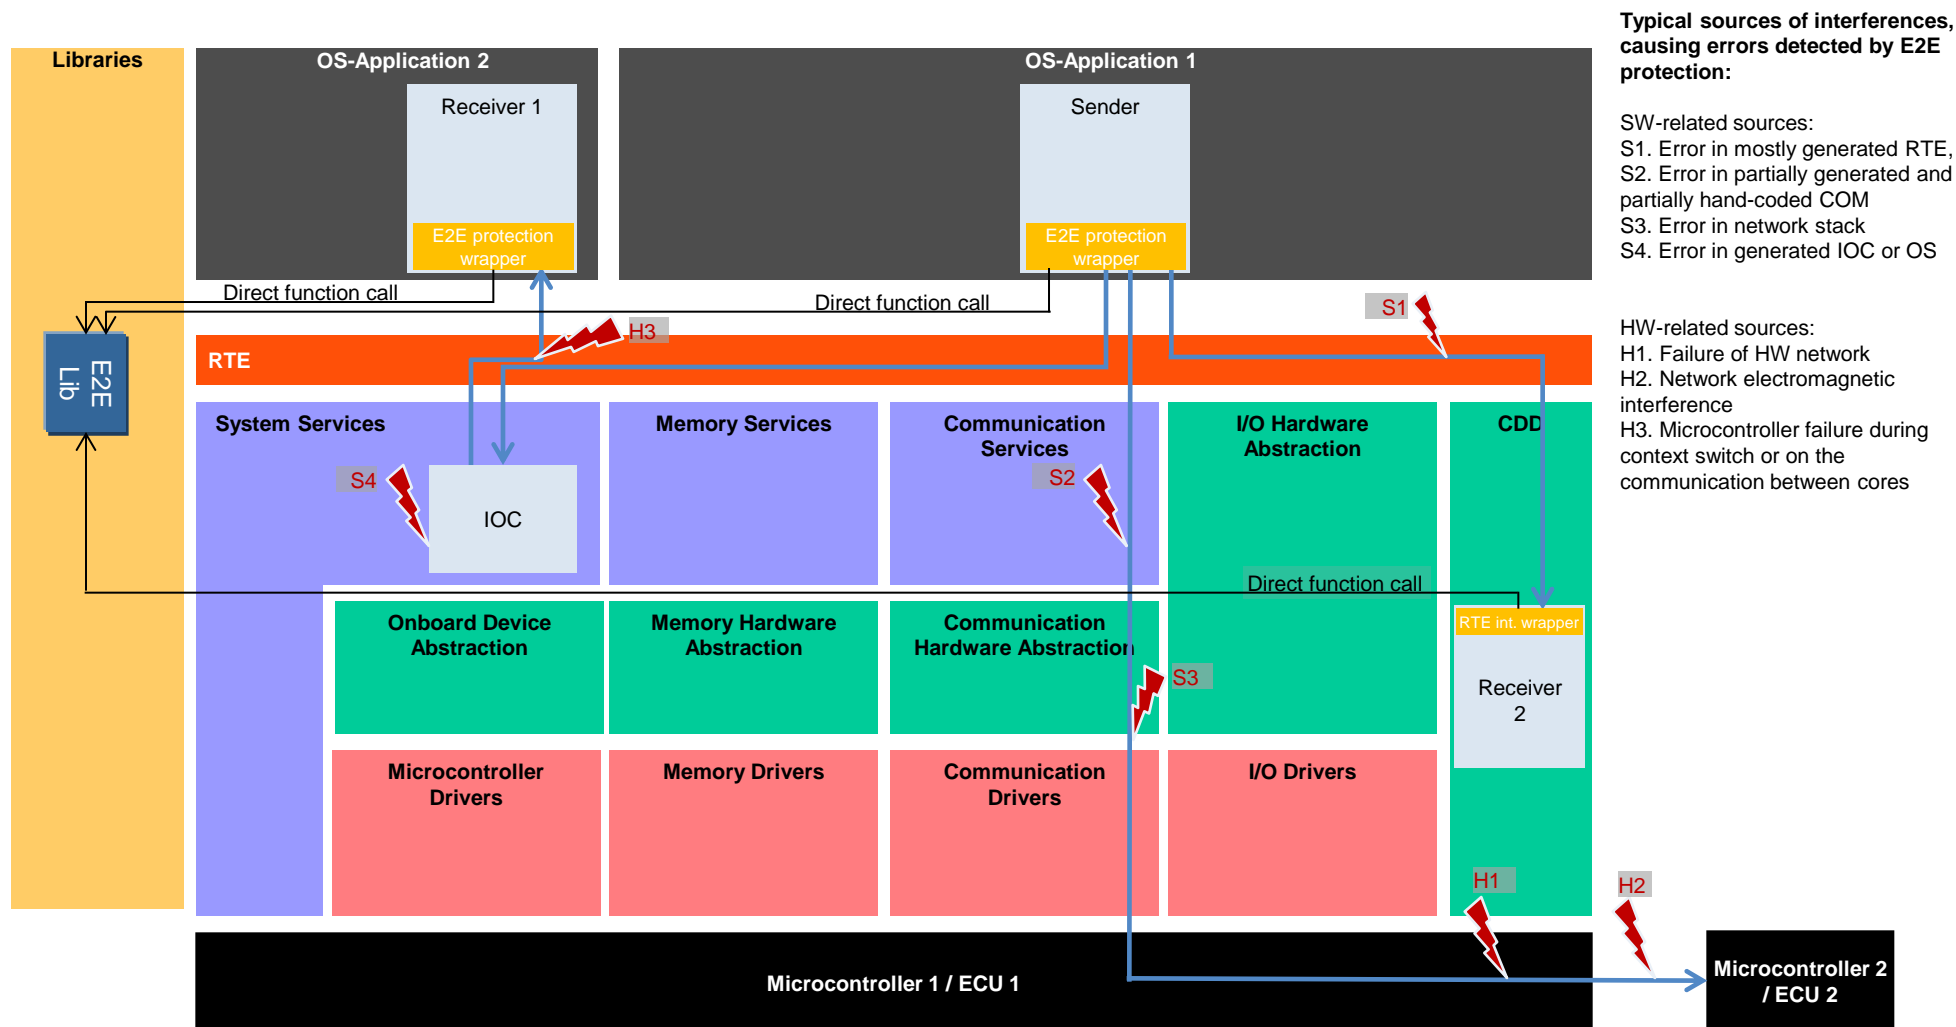 Typical sources of interferences,
causing errors detected by E2E
protection:
SW-related sources:
S1. Error in mostly generated RTE,
S2. Error in partially generated and
partially hand-coded COM
S3. Error in network stack
S4. Error in generated IOC or OS
HW-related sources:
H1. Failure of HW network
H2. Network electromagnetic
interference
H3. Microcontroller failure during
context switch or on the
communication between cores
Libraries
OS-Application 2
OS-Application 1
Receiver 1
Sender
E2E protection
wrapper
E2E protection
wrapper
Direct function call
Direct function call
S1
H3
RTE
E2E
Lib
System Services
Memory Services
Communication
Services
I/O Hardware
Abstraction
CDD
S4
IOC
S2
Direct function call
Onboard Device
Abstraction
Memory Hardware
Abstraction
Communication
Hardware Abstraction
RTE int. wrapper
S3
Receiver
2
Microcontroller
Drivers
Memory Drivers
Communication
Drivers
I/O Drivers
H1
H2
Microcontroller 1 / ECU 1
Microcontroller 2
/ ECU 2